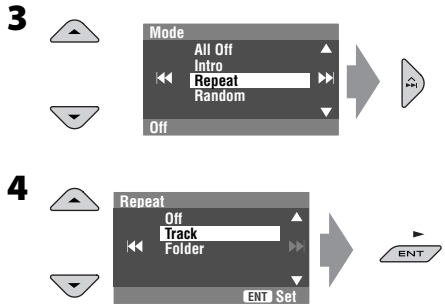 3
Mode
All Off
Intro
Repeat
Random
Off
4
Repeat
Off
Track
Folder
ENT Set
ENT